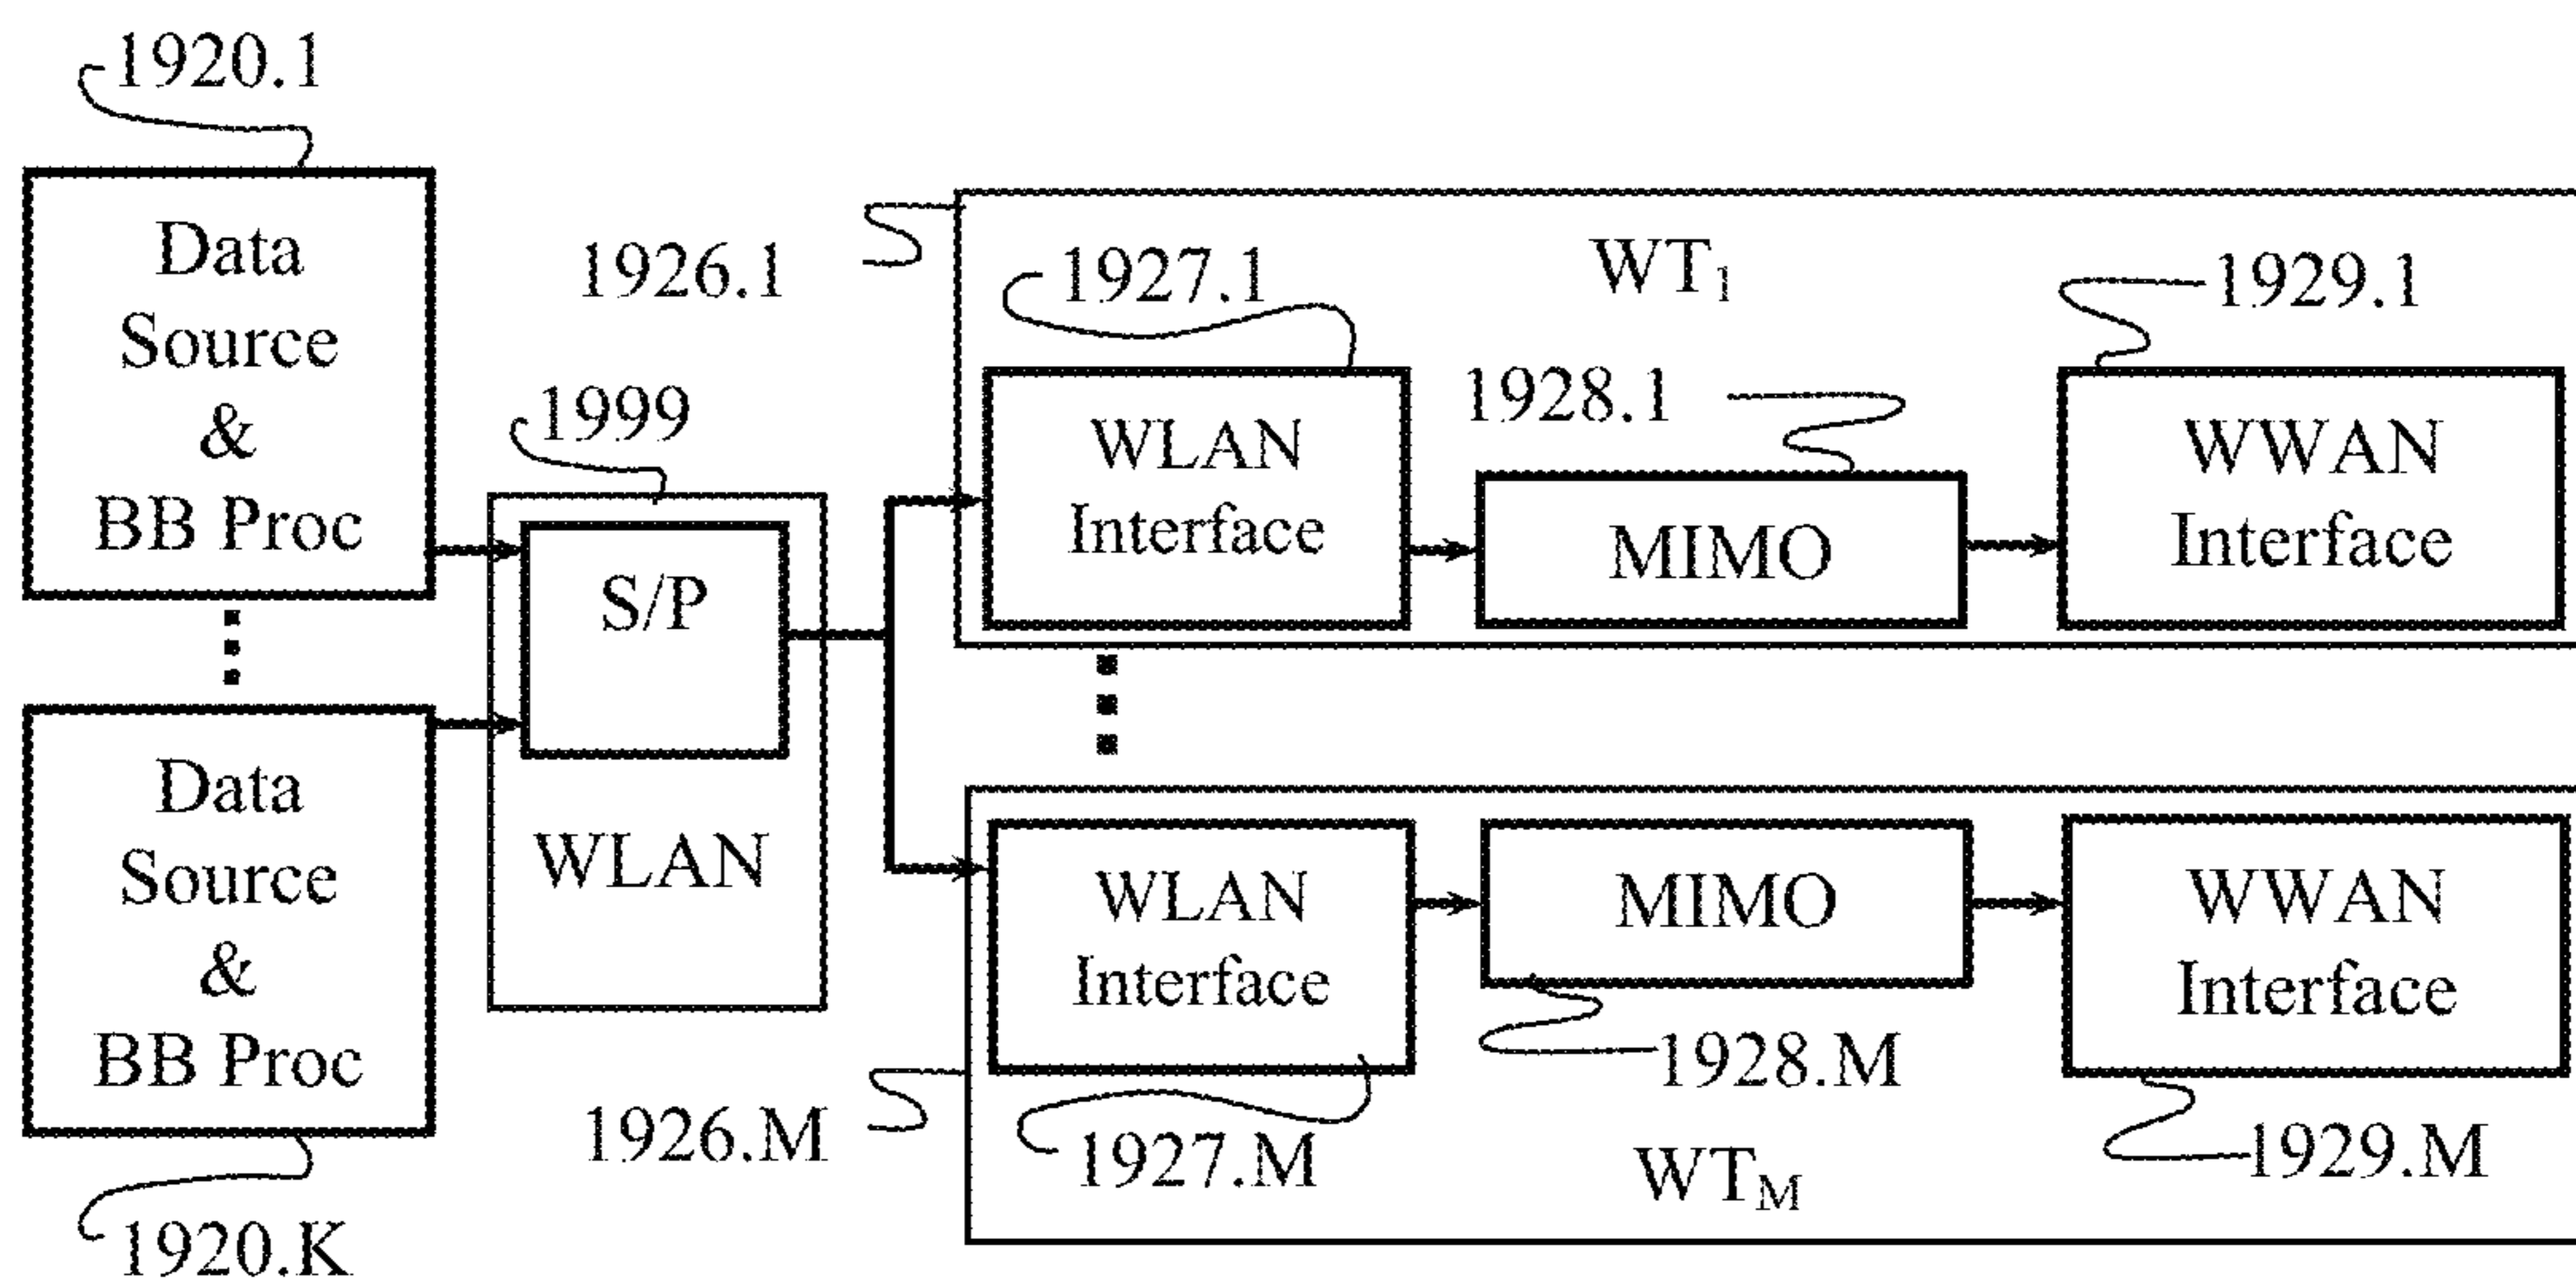 1920.1
Data
Source
&
BB Proc
1999
S/P
WLAN
Data
Source
&
BB Proc
1920.K
1926.1
WT1
1927.1
WLAN
Interface
1928.1
MIMO
1929.1
WWAN
Interface
WLAN
Interface
MIMO
WWAN
Interface
1926.M
1927.M
1928.M
1929.M
WTM